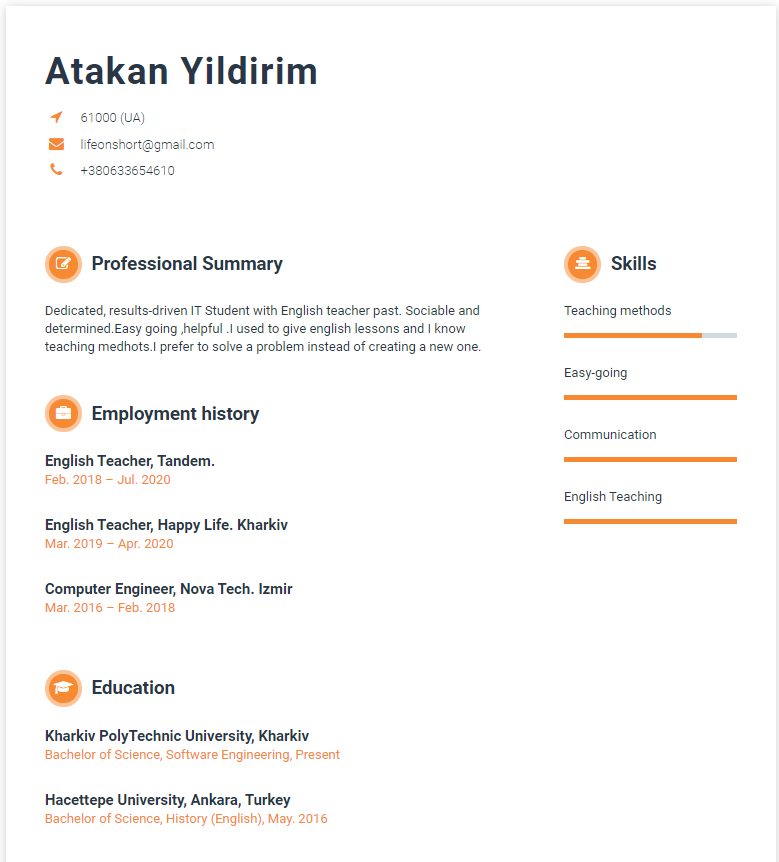 Atakan Yildirim
61000 (UA)
lifeonshort@gmail.com
+380633654610
Professional Summary
Dedicated, results-driven IT Student with English teacher past. Sociable and
determined.Easy going ,helpful .I used to give english lessons and I know
teaching medhots.I prefer to solve a problem instead of creating a new one.
Employment history
English Teacher, Tandem.
Feb. 2018 – Jul. 2020
English Teacher, Happy Life. Kharkiv
Mar. 2019 – Apr. 2020
Computer Engineer, Nova Tech. Izmir
Mar. 2016 – Feb. 2018
Education
Kharkiv PolyTechnic University, Kharkiv
Bachelor of Science, Software Engineering, Present
Hacettepe University, Ankara, Turkey
Bachelor of Science, History (English), May. 2016
Skills
Teaching methods
Easy-going
Communication
English Teaching